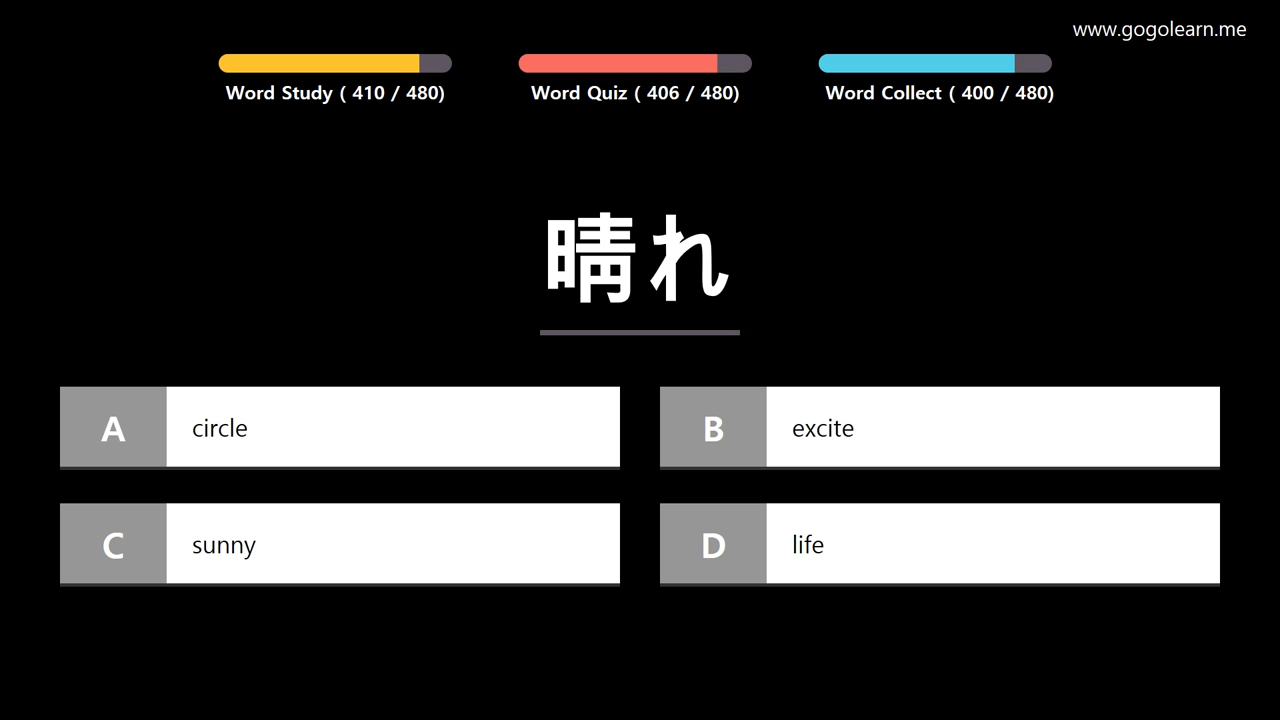 www.gogolearn.me
Word Study ( 410 / 480)
Word Quiz ( 406 / 480)
Word Collect ( 400 / 480)
晴れ
A circle
B excite
C sunny
D life